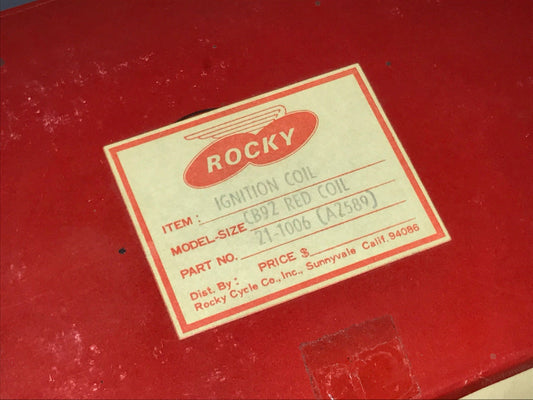 ROCKY
ITEM: IGNITION COIL
MODEL-SIZE CB92 RED COIL
PART NO. 21-1006 (AZ589)
PRICE $
Dist. By:
Rocky Cycle Co., Inc., Sunnyvale Calif. 94086